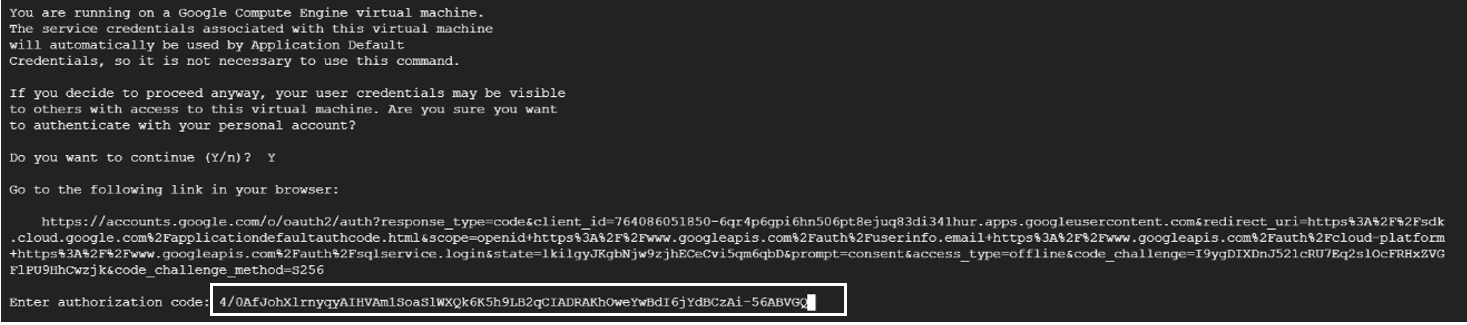 You are running on a Google Compute Engine virtual machine.
The service credentials associated with this virtual machine
will automatically be used by Application Default
Credentials, so it is not necessary to use this command.
If you decide to proceed anyway, your user credentials may be visible
to others with access to this virtual machine. Are you sure you want
to authenticate with your personal account?
Do you want to continue (Y/n)? Y
Go to the following link in your browser:
https://accounts.google.com/o/oauth2/auth?response_type=code&client_id=764086051850-6qr4p6gpi6hn506pt8ejuq83di341hur.apps.googleusercontent.com&redirect_uri=https%3A%2F%2Fsdk
.cloud.google.com%2Fapplicationdefaultauthcode.html&scope=openid+https%3A%2F%2Fwww.googleapis.com%2Fauth%2Fuserinfo.email+https%3A%2F%2Fwww.googleapis.com%2Fauth%2Fcloud-platform
+https%3A%2F%2Fwww.googleapis.com%2Fauth%2Fsqlservice.login&state=lkilgyJKgbNjw9zjhECeCvi5qm6qbD&prompt=consent&access_type=offline&code_challenge=I9ygDIXDnJ521cRU7Eq2s1OcFRHxZVG
FlPU9HhCwzjk&code_challenge_method=S256
Enter authorization code: 4/0AfJohXlrnyqyAIHVAmlSoaSlWXQk6K5h9LB2qCIADRAKhOweYwBdI6jYdBCzAi-56ABVGQ